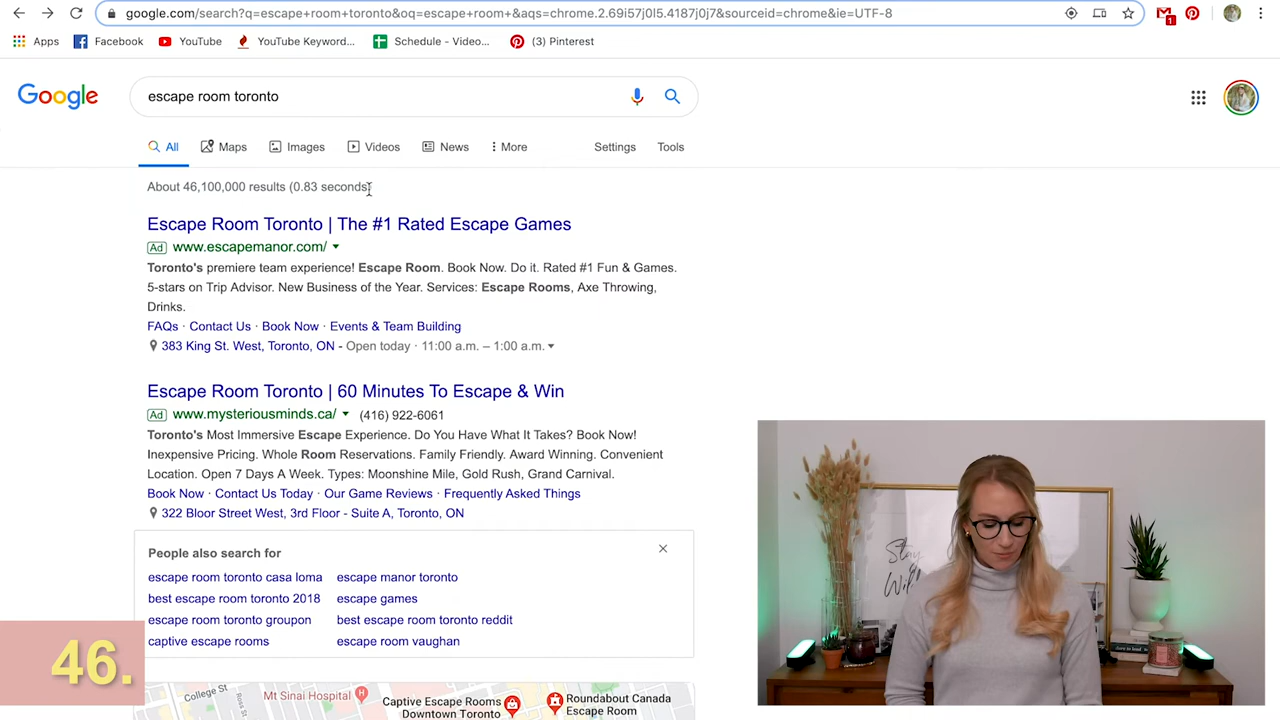 google.com/search?q=escape+room+toronto&oq=escape+room+&aqs=chrome.2.69i57j0l5.4187j0j7&sourceid=chrome&ie=UTF-8
1
Apps Facebook YouTube YouTube Keyword... Schedule - Video... (3) Pinterest
Google
escape room toronto
All Maps Images Videos News More Settings Tools
About 46,100,000 results (0.83 seconds)
Escape Room Toronto | The #1 Rated Escape Games
Ad www.escapemanor.com/
Toronto's premiere team experience! Escape Room. Book Now. Do it. Rated #1 Fun & Games.
5-stars on Trip Advisor. New Business of the Year. Services: Escape Rooms, Axe Throwing,
Drinks.
FAQs · Contact Us · Book Now · Events & Team Building
383 King St. West, Toronto, ON - Open today · 11:00 a.m. – 1:00 a.m.
Escape Room Toronto | 60 Minutes To Escape & Win
Ad www.mysteriousminds.ca/ (416) 922-6061
Toronto's Most Immersive Escape Experience. Do You Have What It Takes? Book Now!
Inexpensive Pricing. Whole Room Reservations. Family Friendly. Award Winning. Convenient
Location. Open 7 Days A Week. Types: Moonshine Mile, Gold Rush, Grand Carnival.
Book Now · Contact Us Today · Our Game Reviews · Frequently Asked Things
322 Bloor Street West, 3rd Floor - Suite A, Toronto, ON
People also search for
escape room toronto casa loma escape manor toronto
best escape room toronto 2018 escape games
escape room toronto groupon best escape room toronto reddit
captive escape rooms escape room vaughan
46.
College St
Mt Sinai Hospital
Captive Escape Rooms
Downtown Toronto
Roundabout Canada
Escape Room
Stay